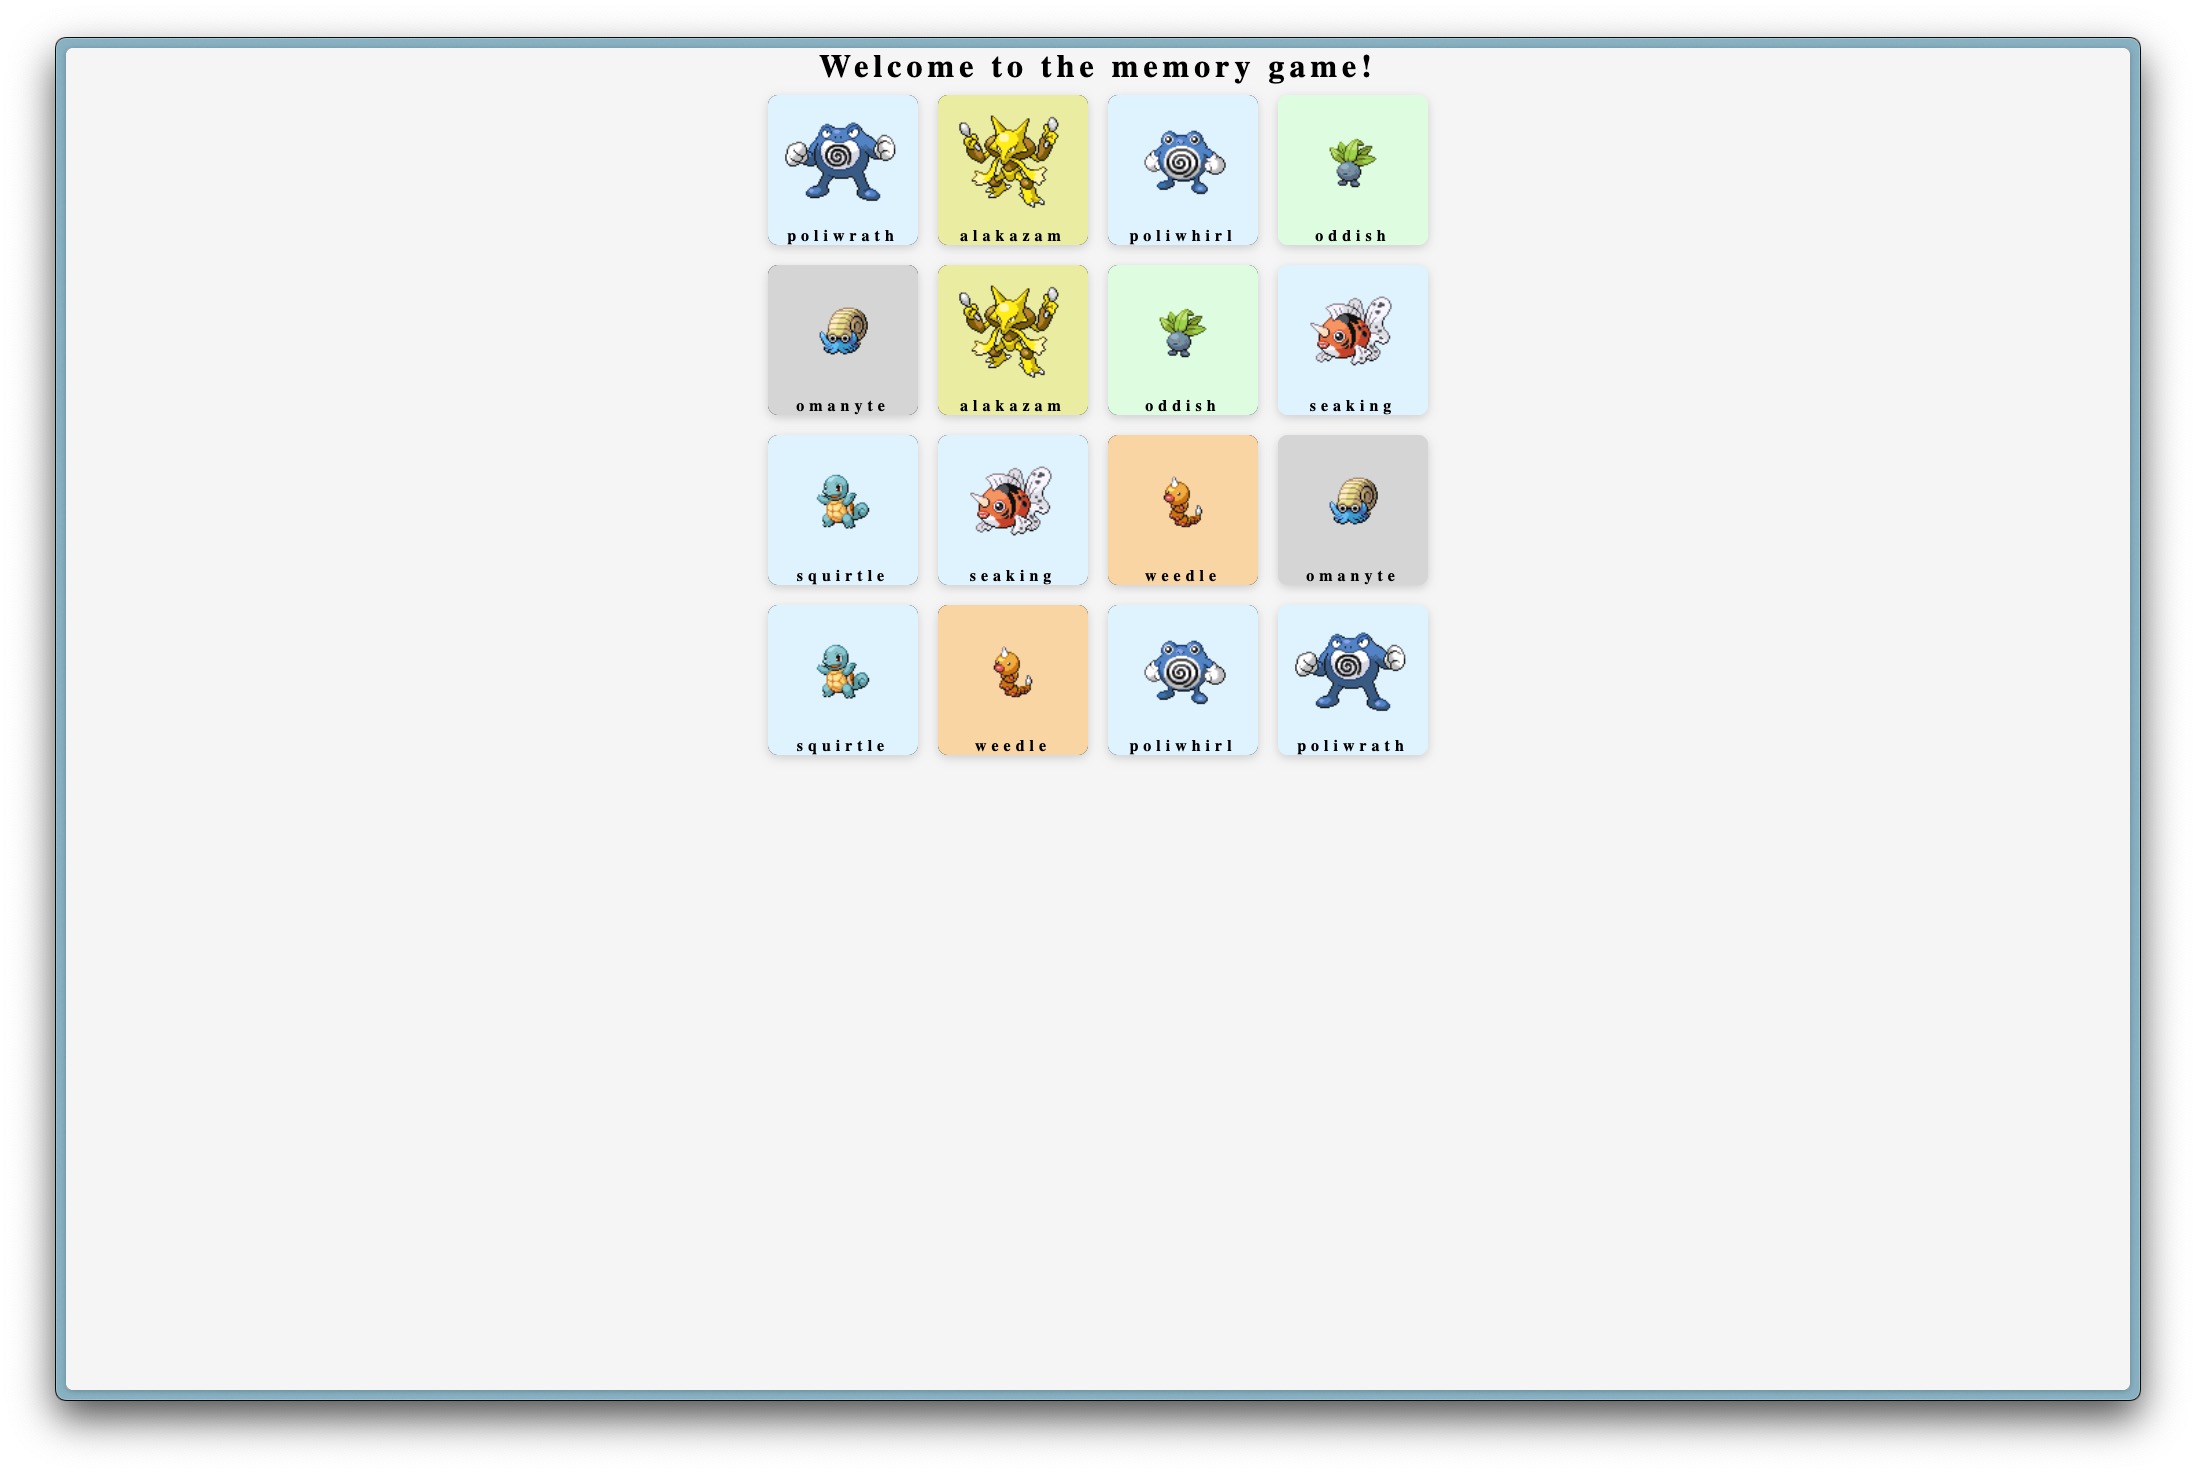 Welcome to the memory game!
poliwrath alakazam poliwhirl oddish
omanyte alakazam oddish seaking
squirtle seaking weedle omanyte
squirtle weedle poliwhirl poliwrath